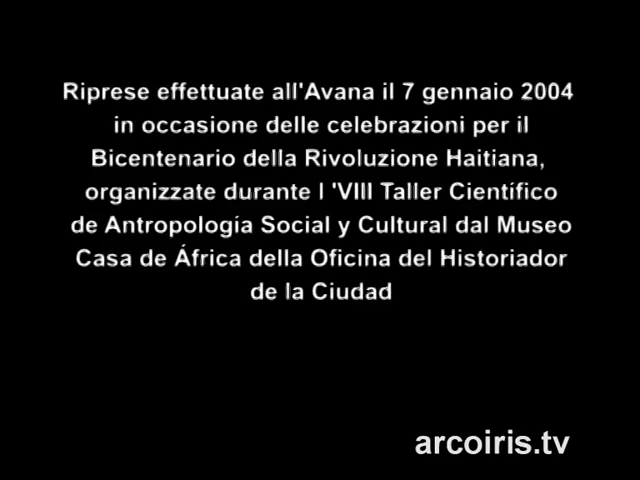 Riprese effettuate all'Avana il 7 gennaio 2004
in occasione delle celebrazioni per il
Bicentenario della Rivoluzione Haitiana,
organizzate durante l 'VIII Taller Científico
de Antropología Social y Cultural dal Museo
Casa de África della Oficina del Historiador
de la Ciudad
arcoiris.tv